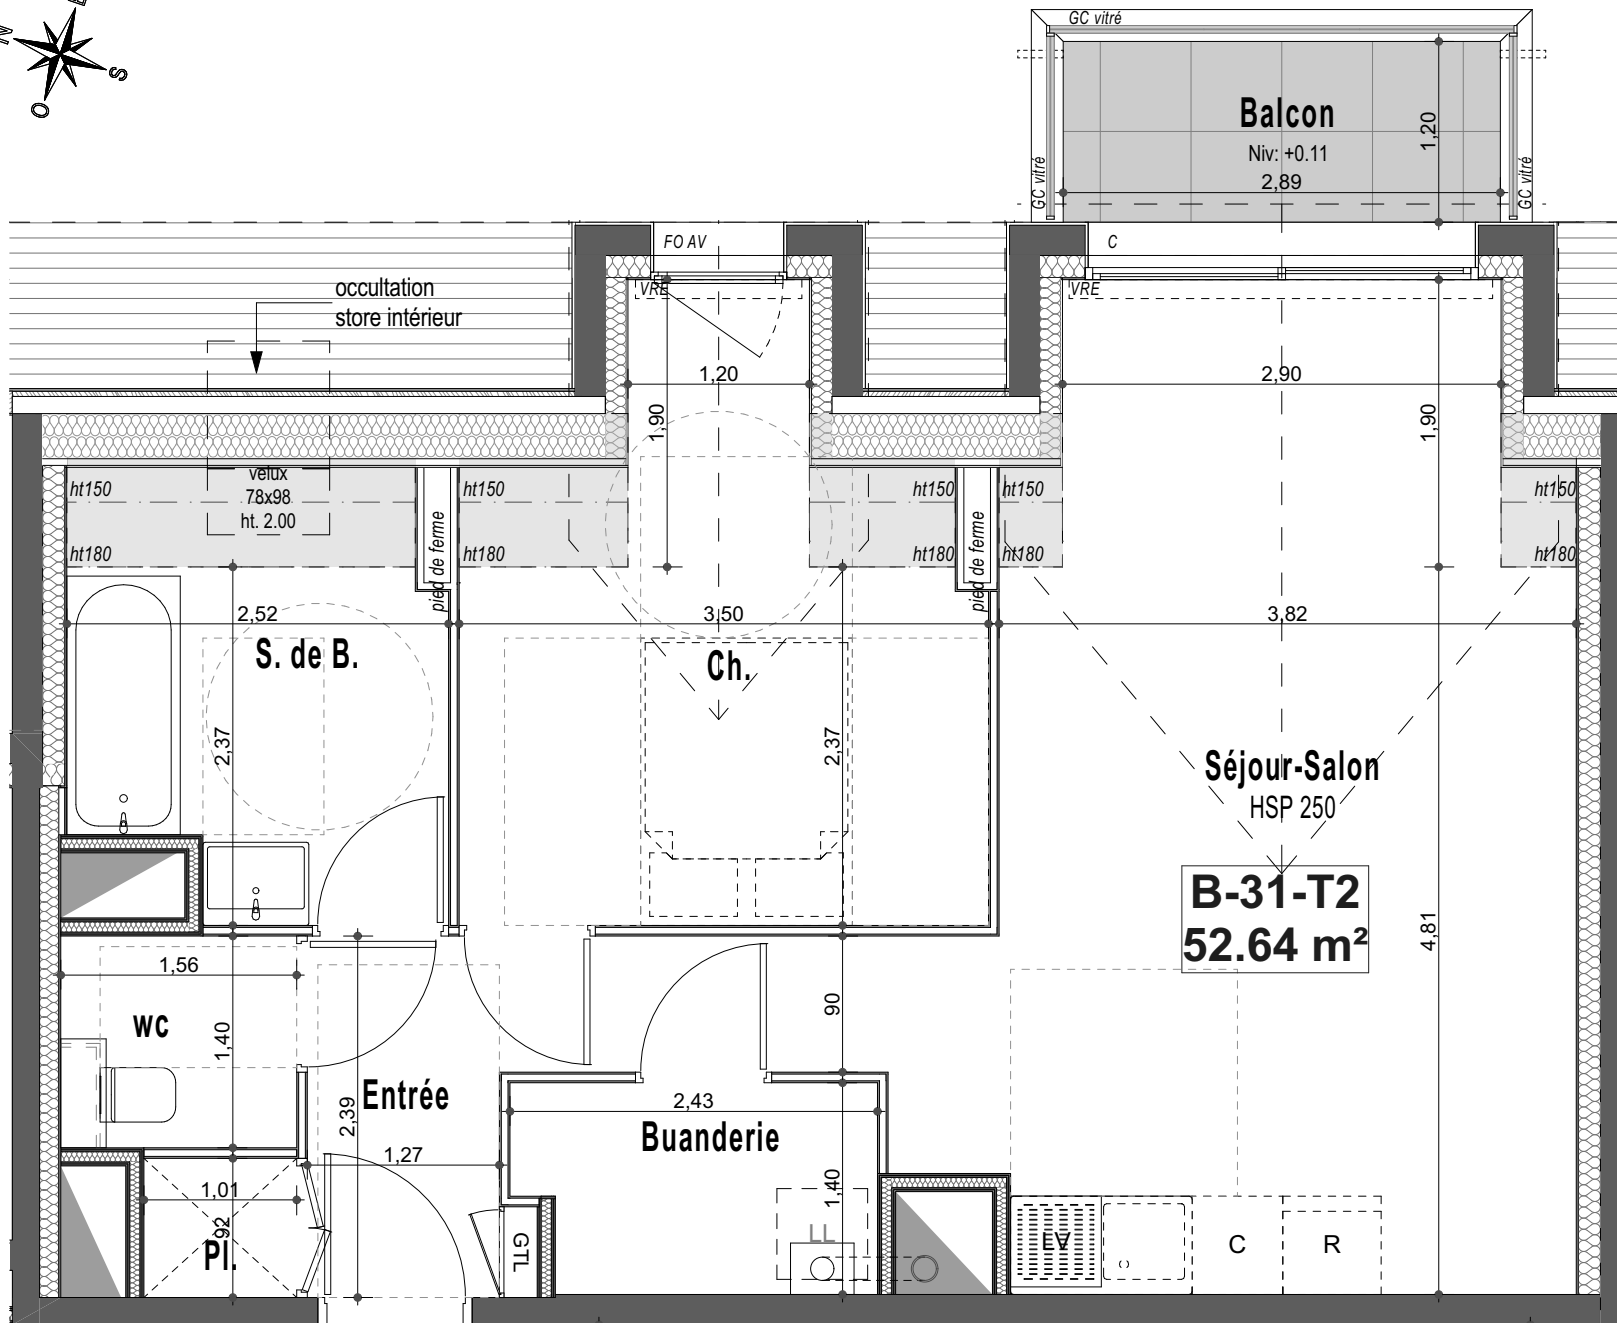 E
N
S
O
GC vitré
Balcon
Niv: +0.11
2,89
1,20
GC vitré
GC vitré
FO AV
C
VRE
VRE
occultation
store intérieur
1,20
2,90
1,90
1,90
velux
78x98
ht. 2.00
ht150
ht150
ht150
ht150
ht150
ht180
ht180
ht180
ht180
ht180
pied de ferme
pied de ferme
2,52
3,50
3,82
S. de B.
Ch.
2,37
2,37
Séjour-Salon
HSP 250
B-31-T2
52.64 m²
4,81
1,56
wc
1,40
90
Entrée
2,39
2,43
Buanderie
1,27
1,01
92
Pl.
1,40
GTL
LL
LV
C
R